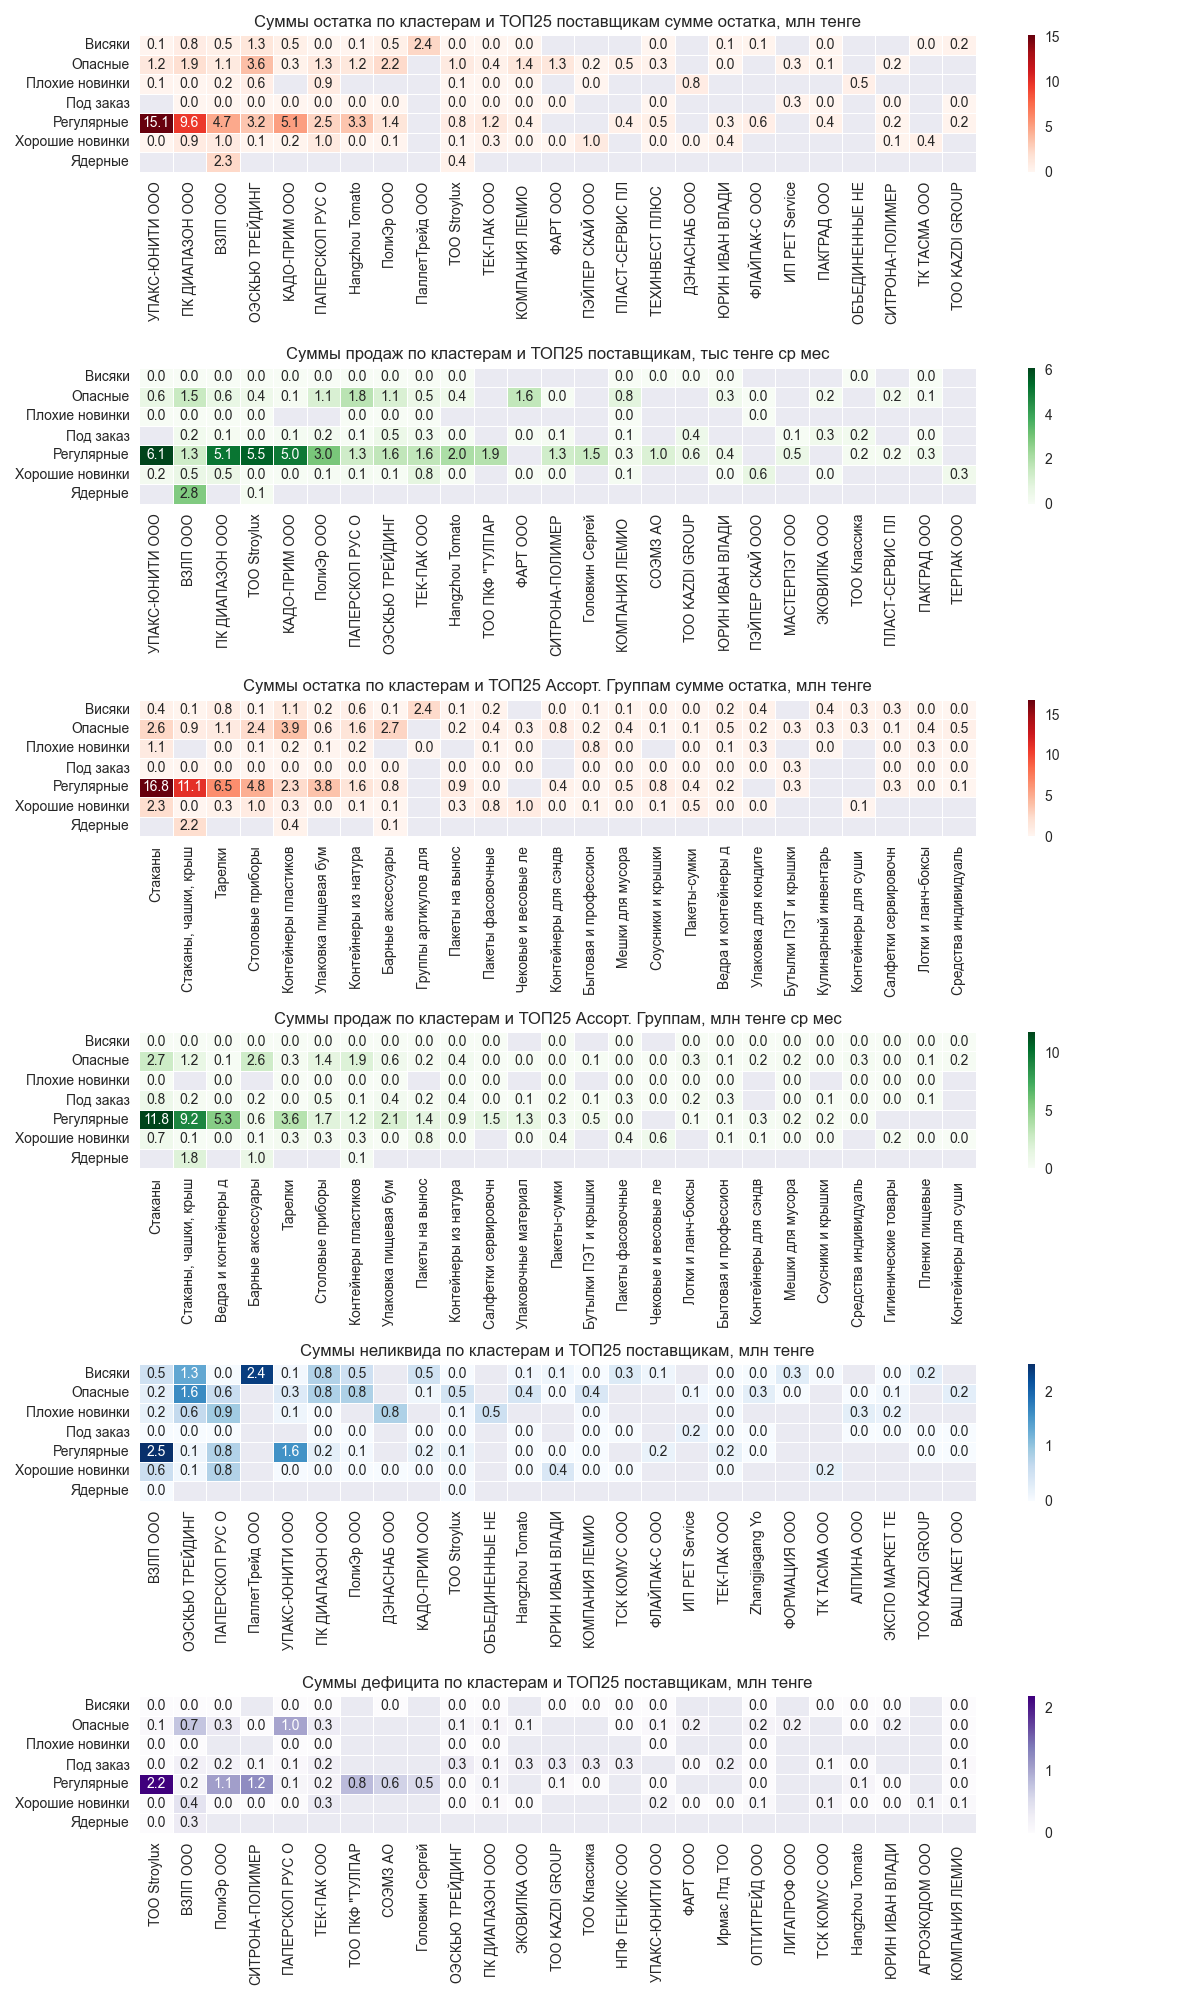 Суммы остатка по кластерам и ТОП25 поставщикам сумме остатка, млн тенге
Висяки 0.1 0.8 0.5 1.3 0.5 0.0 0.1 0.5 2.4 0.0 0.0 0.0 0.0 0.1 0.1 0.0 0.0 0.2
Опасные 1.2 1.9 1.1 3.6 0.3 1.3 1.2 2.2 1.0 0.4 1.4 1.3 0.2 0.5 0.3 0.0 0.3 0.1 0.2
Плохие новинки 0.1 0.0 0.2 0.6 0.9 0.1 0.0 0.0 0.0 0.8 0.5
Под заказ 0.0 0.0 0.0 0.0 0.0 0.0 0.0 0.0 0.0 0.0 0.0 0.0 0.3 0.0 0.0 0.0
Регулярные 15.1 9.6 4.7 3.2 5.1 2.5 3.3 1.4 0.8 1.2 0.4 0.4 0.5 0.3 0.6 0.4 0.2 0.2
Хорошие новинки 0.0 0.9 1.0 0.1 0.2 1.0 0.0 0.1 0.1 0.3 0.0 0.0 1.0 0.0 0.0 0.4 0.1 0.4
Ядерные 2.3 0.4
15
10
5
0
УПАКС-ЮНИТИ ООО
ПК ДИАПАЗОН ООО
ВЗЛП ООО
ОЭСКЬЮ ТРЕЙДИНГ
КАДО-ПРИМ ООО
ПАПЕРСКОП РУС О
Hangzhou Tomato
ПолиЭр ООО
ПаллетТрейд ООО
ТОО Stroylux
ТЕК-ПАК ООО
КОМПАНИЯ ЛЕМИО
ФАРТ ООО
ПЭЙПЕР СКАЙ ООО
ПЛАСТ-СЕРВИС ПЛ
ТЕХИНВЕСТ ПЛЮС
ДЭНАСНАБ ООО
ЮРИН ИВАН ВЛАДИ
ФЛАЙПАК-С ООО
ИП PET Service
ПАКГРАД ООО
ОБЪЕДИНЕННЫЕ НЕ
СИТРОНА-ПОЛИМЕР
ТК ТАСМА ООО
ТОО KAZDI GROUP
Суммы продаж по кластерам и ТОП25 поставщикам, тыс тенге ср мес
Висяки 0.0 0.0 0.0 0.0 0.0 0.0 0.0 0.0 0.0 0.0 0.0 0.0 0.0 0.0 0.0 0.0
Опасные 0.6 1.5 0.6 0.4 0.1 1.1 1.8 1.1 0.5 0.4 1.6 0.0 0.8 0.3 0.0 0.2 0.2 0.1
Плохие новинки 0.0 0.0 0.0 0.0 0.0 0.0 0.0 0.0 0.0
Под заказ 0.2 0.1 0.0 0.1 0.2 0.1 0.5 0.3 0.0 0.0 0.1 0.1 0.4 0.1 0.3 0.2 0.0
Регулярные 6.1 1.3 5.1 5.5 5.0 3.0 1.3 1.6 1.6 2.0 1.9 1.3 1.5 0.3 1.0 0.6 0.4 0.5 0.2 0.2 0.3
Хорошие новинки 0.2 0.5 0.5 0.0 0.0 0.1 0.1 0.1 0.8 0.0 0.0 0.0 0.1 0.0 0.6 0.0 0.3
Ядерные 2.8 0.1
6
4
2
0
УПАКС-ЮНИТИ ООО
ВЗЛП ООО
ПК ДИАПАЗОН ООО
ТОО Stroylux
КАДО-ПРИМ ООО
ПолиЭр ООО
ПАПЕРСКОП РУС О
ОЭСКЬЮ ТРЕЙДИНГ
ТЕК-ПАК ООО
Hangzhou Tomato
ТОО ПКФ "ТУЛПАР
ФАРТ ООО
СИТРОНА-ПОЛИМЕР
Головкин Сергей
КОМПАНИЯ ЛЕМИО
СОЭМЗ АО
ТОО KAZDI GROUP
ЮРИН ИВАН ВЛАДИ
ПЭЙПЕР СКАЙ ООО
МАСТЕРПЭТ ООО
ЭКОВИЛКА ООО
ТОО Классика
ПЛАСТ-СЕРВИС ПЛ
ПАКГРАД ООО
ТЕРПАК ООО
Суммы остатка по кластерам и ТОП25 Ассорт. Группам сумме остатка, млн тенге
Висяки 0.4 0.1 0.8 0.1 1.1 0.2 0.6 0.1 2.4 0.1 0.2 0.0 0.1 0.1 0.0 0.0 0.2 0.4 0.4 0.3 0.3 0.0 0.0
Опасные 2.6 0.9 1.1 2.4 3.9 0.6 1.6 2.7 0.2 0.4 0.3 0.8 0.2 0.4 0.1 0.1 0.5 0.2 0.3 0.3 0.3 0.1 0.4 0.5
Плохие новинки 1.1 0.0 0.1 0.2 0.1 0.2 0.0 0.1 0.0 0.8 0.0 0.0 0.1 0.3 0.0 0.0 0.3 0.0
Под заказ 0.0 0.0 0.0 0.0 0.0 0.0 0.0 0.0 0.0 0.0 0.0 0.0 0.0 0.0 0.0 0.0 0.0 0.3 0.0 0.0 0.0
Регулярные 16.8 11.1 6.5 4.8 2.3 3.8 1.6 0.8 0.9 0.4 0.0 0.5 0.8 0.4 0.2 0.3 0.3 0.0 0.1
Хорошие новинки 2.3 0.0 0.3 1.0 0.3 0.0 0.1 0.1 0.3 0.8 1.0 0.0 0.1 0.0 0.1 0.5 0.0 0.0 0.1
Ядерные 2.2 0.4 0.1
15
10
5
0
Стаканы
Стаканы, чашки, крыш
Тарелки
Столовые приборы
Контейнеры пластиков
Упаковка пищевая бум
Контейнеры из натура
Барные аксессуары
Группы артикулов для
Пакеты на вынос
Пакеты фасовочные
Чековые и весовые ле
Контейнеры для сэндв
Бытовая и профессион
Мешки для мусора
Соусники и крышки
Пакеты-сумки
Ведра и контейнеры д
Упаковка для кондите
Бутылки ПЭТ и крышки
Кулинарный инвентарь
Контейнеры для суши
Салфетки сервировочн
Лотки и ланч-боксы
Средства индивидуаль
Суммы продаж по кластерам и ТОП25 Ассорт. Группам, млн тенге ср мес
Висяки 0.0 0.0 0.0 0.0 0.0 0.0 0.0 0.0 0.0 0.0 0.0 0.0 0.0 0.0 0.0 0.0 0.0 0.0 0.0 0.0 0.0 0.0
Опасные 2.7 1.2 0.1 2.6 0.3 1.4 1.9 0.6 0.2 0.4 0.0 0.0 0.0 0.1 0.0 0.0 0.3 0.1 0.2 0.2 0.0 0.3 0.0 0.1 0.2
Плохие новинки 0.0 0.0 0.0 0.0 0.0 0.0 0.0 0.0 0.0 0.0 0.0 0.0 0.0 0.0 0.0 0.0 0.0 0.0
Под заказ 0.8 0.2 0.0 0.2 0.0 0.5 0.1 0.4 0.2 0.4 0.0 0.1 0.2 0.1 0.3 0.0 0.2 0.3 0.0 0.1 0.0 0.0 0.1
Регулярные 11.8 9.2 5.3 0.6 3.6 1.7 1.2 2.1 1.4 0.9 1.5 1.3 0.3 0.5 0.0 0.1 0.1 0.3 0.2 0.2 0.0
Хорошие новинки 0.7 0.1 0.0 0.1 0.3 0.3 0.3 0.0 0.8 0.0 0.0 0.4 0.4 0.6 0.1 0.1 0.0 0.0 0.2 0.0 0.0
Ядерные 1.8 1.0 0.1
10
5
0
Стаканы
Стаканы, чашки, крыш
Ведра и контейнеры д
Барные аксессуары
Тарелки
Столовые приборы
Контейнеры пластиков
Упаковка пищевая бум
Пакеты на вынос
Контейнеры из натура
Салфетки сервировочн
Упаковочные материал
Пакеты-сумки
Бутылки ПЭТ и крышки
Пакеты фасовочные
Чековые и весовые ле
Лотки и ланч-боксы
Бытовая и профессион
Контейнеры для сэндв
Мешки для мусора
Соусники и крышки
Средства индивидуаль
Гигиенические товары
Пленки пищевые
Контейнеры для суши
Суммы неликвида по кластерам и ТОП25 поставщикам, млн тенге
Висяки 0.5 1.3 0.0 2.4 0.1 0.8 0.5 0.5 0.0 0.1 0.1 0.0 0.3 0.1 0.0 0.0 0.3 0.0 0.0 0.2
Опасные 0.2 1.6 0.6 0.3 0.8 0.8 0.1 0.5 0.4 0.0 0.4 0.1 0.0 0.3 0.0 0.0 0.1 0.2
Плохие новинки 0.2 0.6 0.9 0.1 0.0 0.8 0.1 0.5 0.0 0.0 0.3 0.2
Под заказ 0.0 0.0 0.0 0.0 0.0 0.0 0.0 0.0 0.0 0.0 0.0 0.2 0.0 0.0 0.0 0.0 0.0 0.0
Регулярные 2.5 0.1 0.8 1.6 0.2 0.1 0.2 0.1 0.0 0.0 0.0 0.2 0.2 0.0 0.0 0.0
Хорошие новинки 0.6 0.1 0.8 0.0 0.0 0.0 0.0 0.0 0.0 0.0 0.4 0.0 0.0 0.0 0.2
Ядерные 0.0 0.0
2
1
0
ВЗЛП ООО
ОЭСКЬЮ ТРЕЙДИНГ
ПАПЕРСКОП РУС О
ПаллетТрейд ООО
УПАКС-ЮНИТИ ООО
ПК ДИАПАЗОН ООО
ПолиЭр ООО
ДЭНАСНАБ ООО
КАДО-ПРИМ ООО
ТОО Stroylux
ОБЪЕДИНЕННЫЕ НЕ
Hangzhou Tomato
ЮРИН ИВАН ВЛАДИ
КОМПАНИЯ ЛЕМИО
ТСК КОМУС ООО
ФЛАЙПАК-С ООО
ИП PET Service
ТЕК-ПАК ООО
Zhangjiagang Yo
ФОРМАЦИЯ ООО
ТК ТАСМА ООО
АЛПИНА ООО
ЭКСПО МАРКЕТ ТЕ
ТОО KAZDI GROUP
ВАШ ПАКЕТ ООО
Суммы дефицита по кластерам и ТОП25 поставщикам, млн тенге
Висяки 0.0 0.0 0.0 0.0 0.0 0.0 0.0 0.0 0.0 0.0 0.0 0.0 0.0 0.0 0.0 0.0 0.0
Опасные 0.1 0.7 0.3 0.0 1.0 0.3 0.1 0.1 0.1 0.0 0.1 0.2 0.2 0.2 0.0 0.2 0.0
Плохие новинки 0.0 0.0 0.0 0.0 0.0 0.0 0.0 0.0 0.0
Под заказ 0.0 0.2 0.2 0.1 0.1 0.2 0.3 0.1 0.3 0.3 0.3 0.3 0.0 0.2 0.0 0.1 0.0 0.1
Регулярные 2.2 0.2 1.1 1.2 0.1 0.2 0.8 0.6 0.5 0.0 0.1 0.1 0.0 0.0 0.0 0.1 0.0 0.0
Хорошие новинки 0.0 0.4 0.0 0.0 0.0 0.3 0.0 0.1 0.0 0.2 0.0 0.0 0.1 0.1 0.0 0.0 0.1 0.1
Ядерные 0.0 0.3
2
1
0
ТОО Stroylux
ВЗЛП ООО
ПолиЭр ООО
СИТРОНА-ПОЛИМЕР
ПАПЕРСКОП РУС О
ТЕК-ПАК ООО
ТОО ПКФ "ТУЛПАР
СОЭМЗ АО
Головкин Сергей
ОЭСКЬЮ ТРЕЙДИНГ
ПК ДИАПАЗОН ООО
ЭКОВИЛКА ООО
ТОО KAZDI GROUP
ТОО Классика
НПФ ГЕНИКС ООО
УПАКС-ЮНИТИ ООО
ФАРТ ООО
Ирмас Лтд ТОО
ОПТИТРЕЙД ООО
ЛИГАПРОФ ООО
ТСК КОМУС ООО
Hangzhou Tomato
ЮРИН ИВАН ВЛАДИ
АГРОЭКОДОМ ООО
КОМПАНИЯ ЛЕМИО